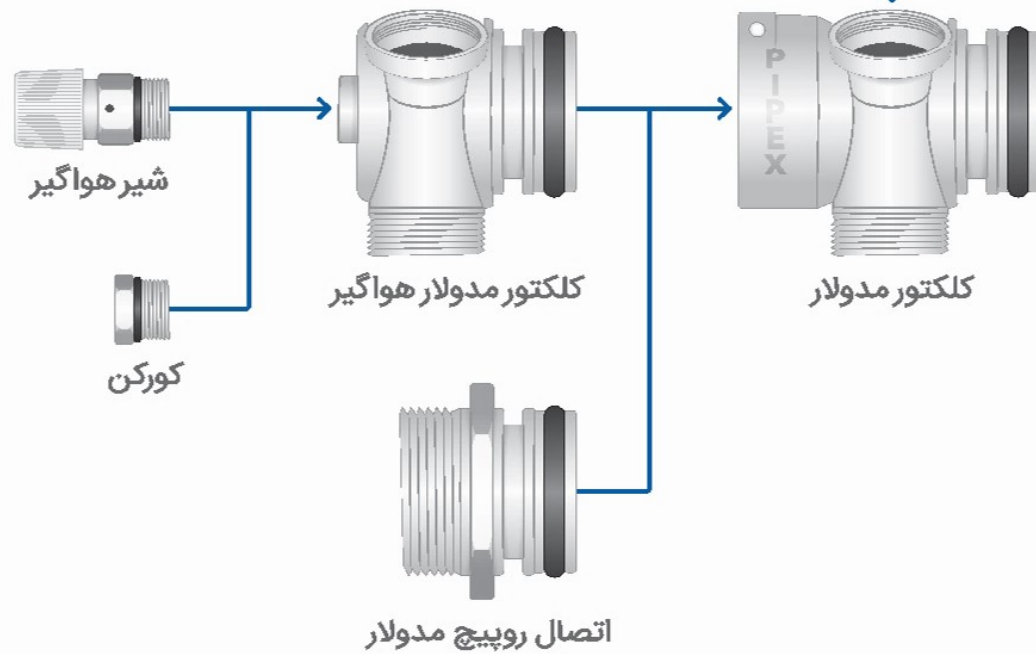 PIPEX
شیر هواگیر
کلکتور مدولار هواگیر
کلکتور مدولار
کورکن
اتصال روپیچ مدولار